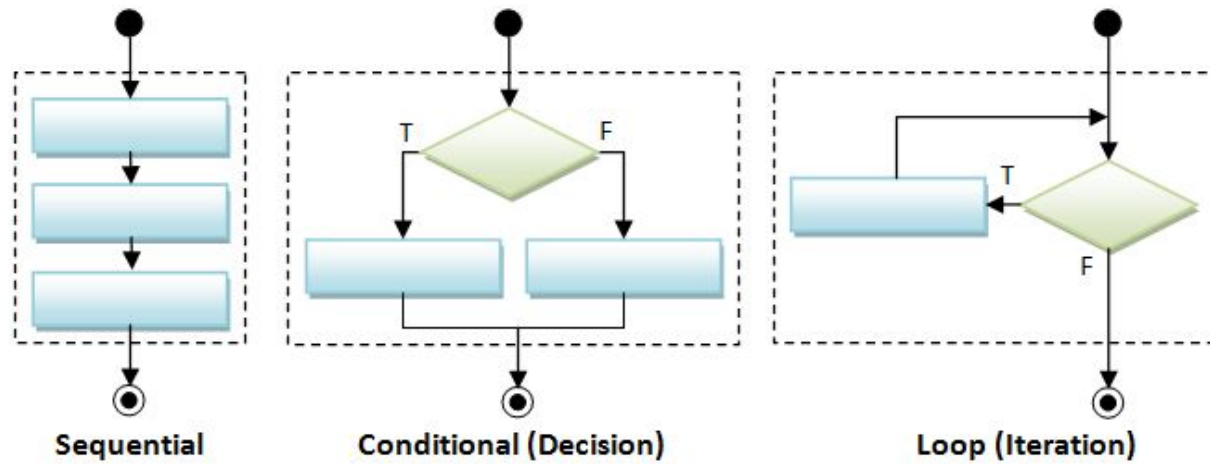 T
F
T
F
Sequential
Conditional (Decision)
Loop (Iteration)